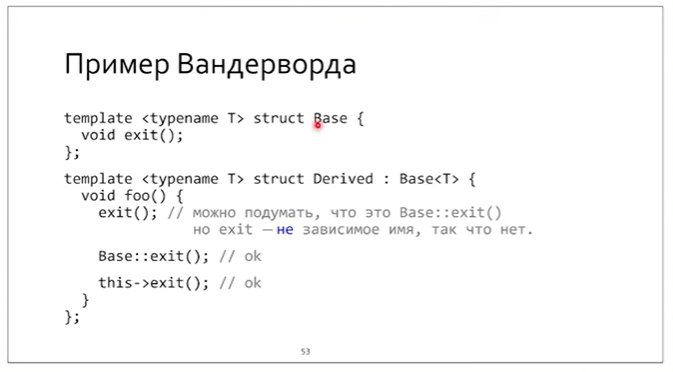 Пример Вандерворда
template <typename T> struct Base {
void exit();
};
template <typename T> struct Derived : Base<T> {
void foo() {
exit(); // можно подумать, что это Base::exit()
но exit – не зависимое имя, так что нет.
Base::exit(); // ok
this->exit(); // ok
}
};
53